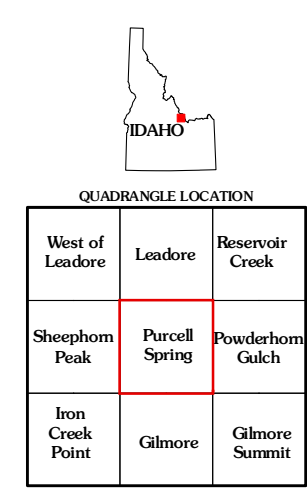 IDAHO
QUADRANGLE LOCATION
West of
Leadore
Leadore
Reservoir
Creek
Sheephorn
Peak
Purcell
Spring
Powderhorn
Gulch
Iron
Creek
Point
Gilmore
Gilmore
Summit